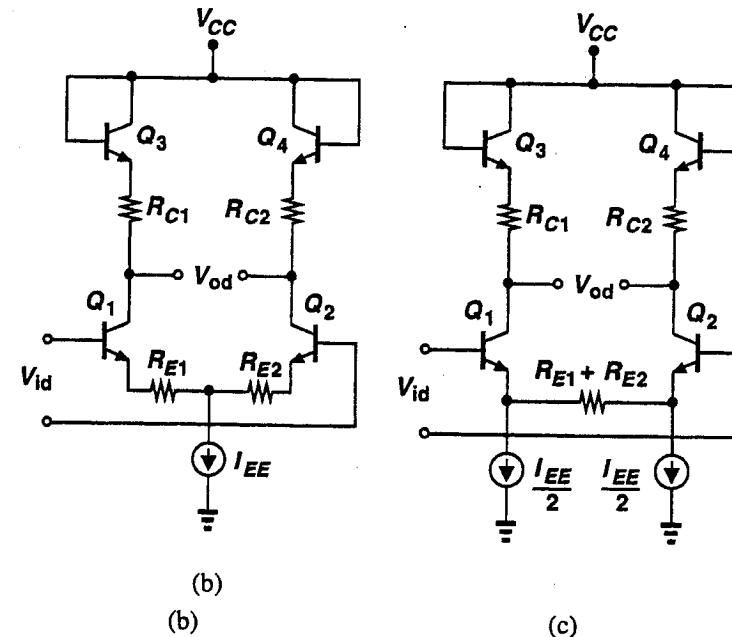 V_CC
Q_3
Q_4
R_C1
R_C2
V_od
Q_1
Q_2
R_E1
R_E2
V_id
I_EE
(b)
(b)
V_CC
Q_3
Q_4
R_C1
R_C2
V_od
Q_1
Q_2
R_E1 + R_E2
V_id
I_EE/2
I_EE/2
(c)